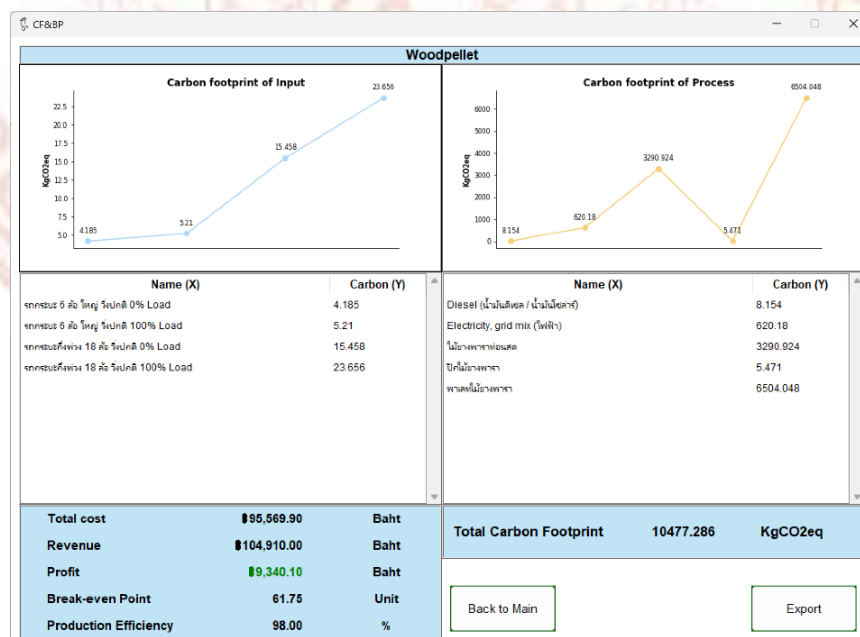 CF&BP
Woodpellet
Carbon footprint of Input
KgCO2eq
22.5
20.0
17.5
15.0
12.5
10.0
7.5
5.0
4.185
5.21
15.458
23.656
Carbon footprint of Process
KgCO2eq
6000
5000
4000
3000
2000
1000
0
8.154
620.18
3290.924
5.471
6504.048
Name (X) Carbon (Y)
รถกระบะ 6 ล้อ ใหญ่ วิ่งปกติ 0% Load 4.185
รถกระบะ 6 ล้อ ใหญ่ วิ่งปกติ 100% Load 5.21
รถกระบะกึ่งพ่วง 18 ล้อ วิ่งปกติ 0% Load 15.458
รถกระบะกึ่งพ่วง 18 ล้อ วิ่งปกติ 100% Load 23.656
Name (X) Carbon (Y)
Diesel (น้ำมันดีเซล / น้ำมันโซล่าร์) 8.154
Electricity, grid mix (ไฟฟ้า) 620.18
ไม้ยางพาราท่อนสด 3290.924
ปีกไม้ยางพารา 5.471
พาเลทไม้ยางพารา 6504.048
Total cost ฿95,569.90 Baht
Revenue ฿104,910.00 Baht
Profit ฿9,340.10 Baht
Break-even Point 61.75 Unit
Production Efficiency 98.00 %
Total Carbon Footprint 10477.286 KgCO2eq
Back to Main
Export